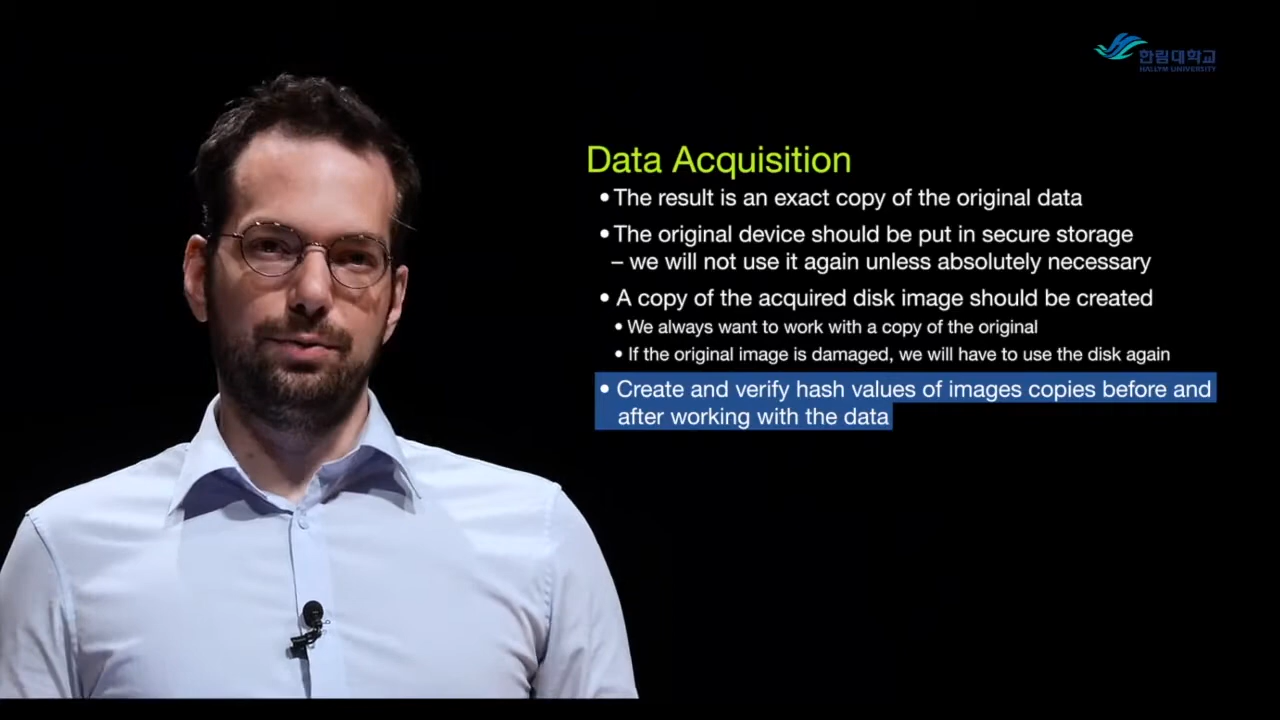 한림대학교
HALLYM UNIVERSITY
Data Acquisition
• The result is an exact copy of the original data
• The original device should be put in secure storage
– we will not use it again unless absolutely necessary
• A copy of the acquired disk image should be created
• We always want to work with a copy of the original
• If the original image is damaged, we will have to use the disk again
• Create and verify hash values of images copies before and
after working with the data